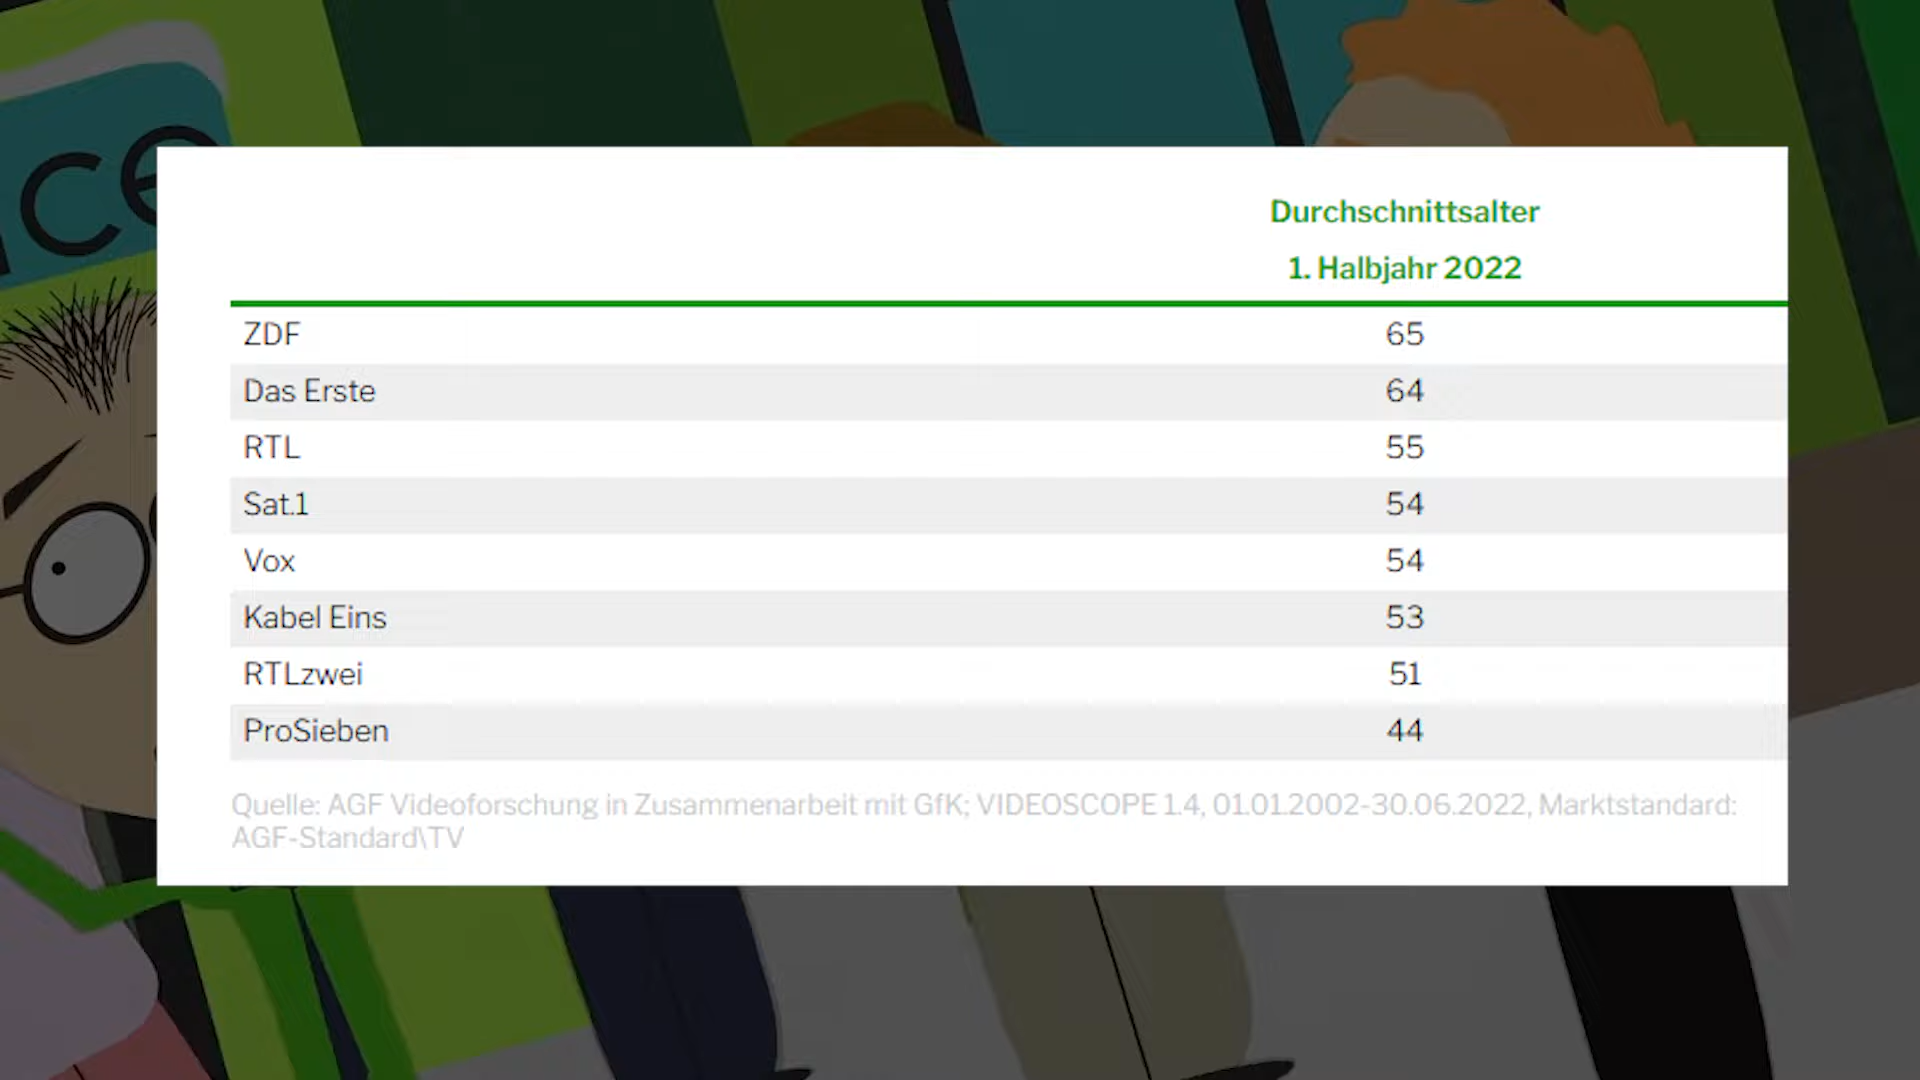 ce
Durchschnittsalter
1. Halbjahr 2022
ZDF 65
Das Erste 64
RTL 55
Sat.1 54
Vox 54
Kabel Eins 53
RTLzwei 51
ProSieben 44
Quelle: AGF Videoforschung in Zusammenarbeit mit GfK; VIDEOSCOPE 1.4, 01.01.2002-30.06.2022, Marktstandard:
AGF-Standard\TV